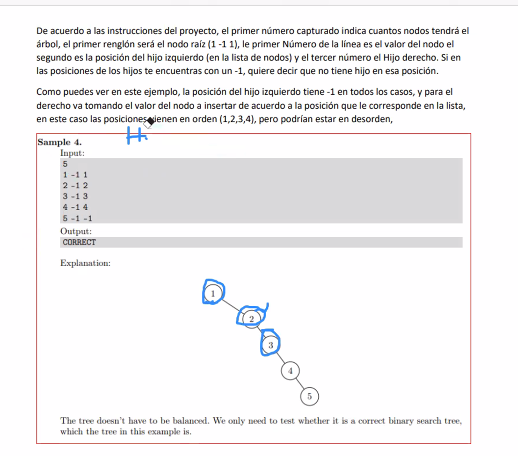 De acuerdo a las instrucciones del proyecto, el primer número capturado indica cuantos nodos tendrá el
árbol, el primer renglón será el nodo raíz (1 -1 1), le primer Número de la línea es el valor del nodo el
segundo es la posición del hijo izquierdo (en la lista de nodos) y el tercer número el Hijo derecho. Si en
las posiciones de los hijos te encuentras con un -1, quiere decir que no tiene hijo en esa posición.
Como puedes ver en este ejemplo, la posición del hijo izquierdo tiene -1 en todos los casos, y para el
derecho va tomando el valor del nodo a insertar de acuerdo a la posición que le corresponde en la lista,
en este caso las posiciones vienen en orden (1,2,3,4), pero podrían estar en desorden,
Sample 4.
Input:
5
1 -1 1
2 -1 2
3 -1 3
4 -1 4
5 -1 -1
Output:
CORRECT
Explanation:
1
2
3
4
5
The tree doesn't have to be balanced. We only need to test whether it is a correct binary search tree,
which the tree in this example is.